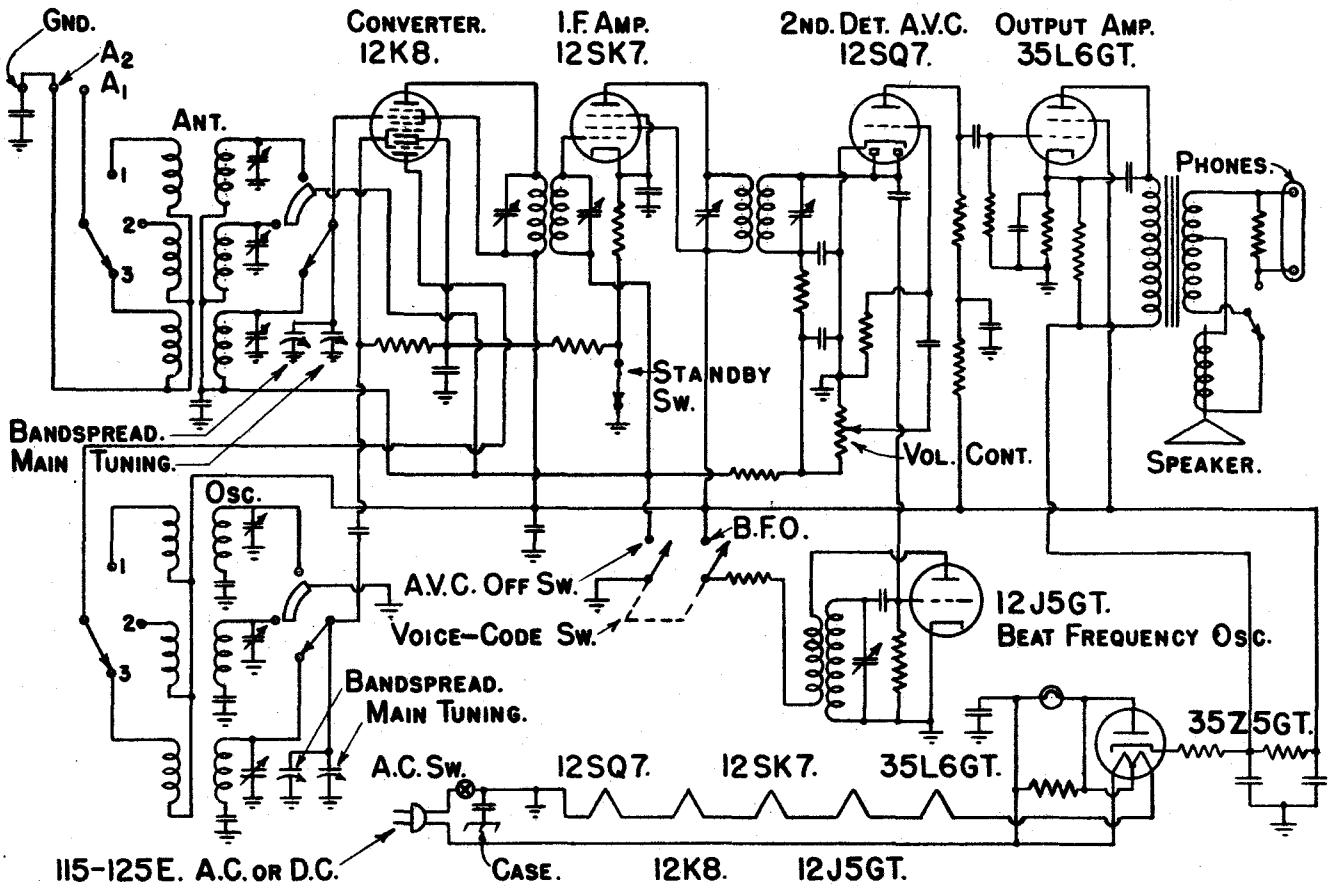 Gnd.
Converter.
12K8.
I.F. Amp.
12SK7.
2nd. Det. A.V.C.
12SQ7.
Output Amp.
35L6GT.
A2
A1
Ant.
Phones.
1
2
3
Standby
Sw.
Bandspread.
Main Tuning.
Vol. Cont.
Speaker.
Osc.
B.F.O.
1
A.V.C. Off Sw.
2
Voice-Code Sw.
12J5GT.
Beat Frequency Osc.
3
Bandspread.
Main Tuning.
35Z5GT.
A.C. Sw.
12SQ7.
12SK7.
35L6GT.
115-125E. A.C. or D.C.
Case.
12K8.
12J5GT.